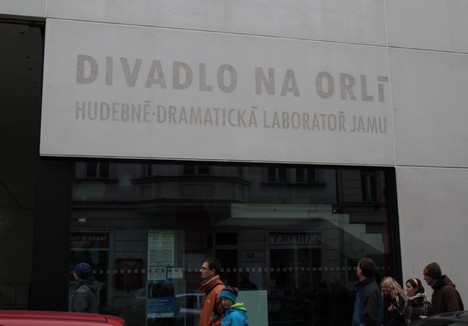 DIVADLO NA ORLÍ
HUDEBNĚ-DRAMATICKÁ LABORATOŘ JAMU